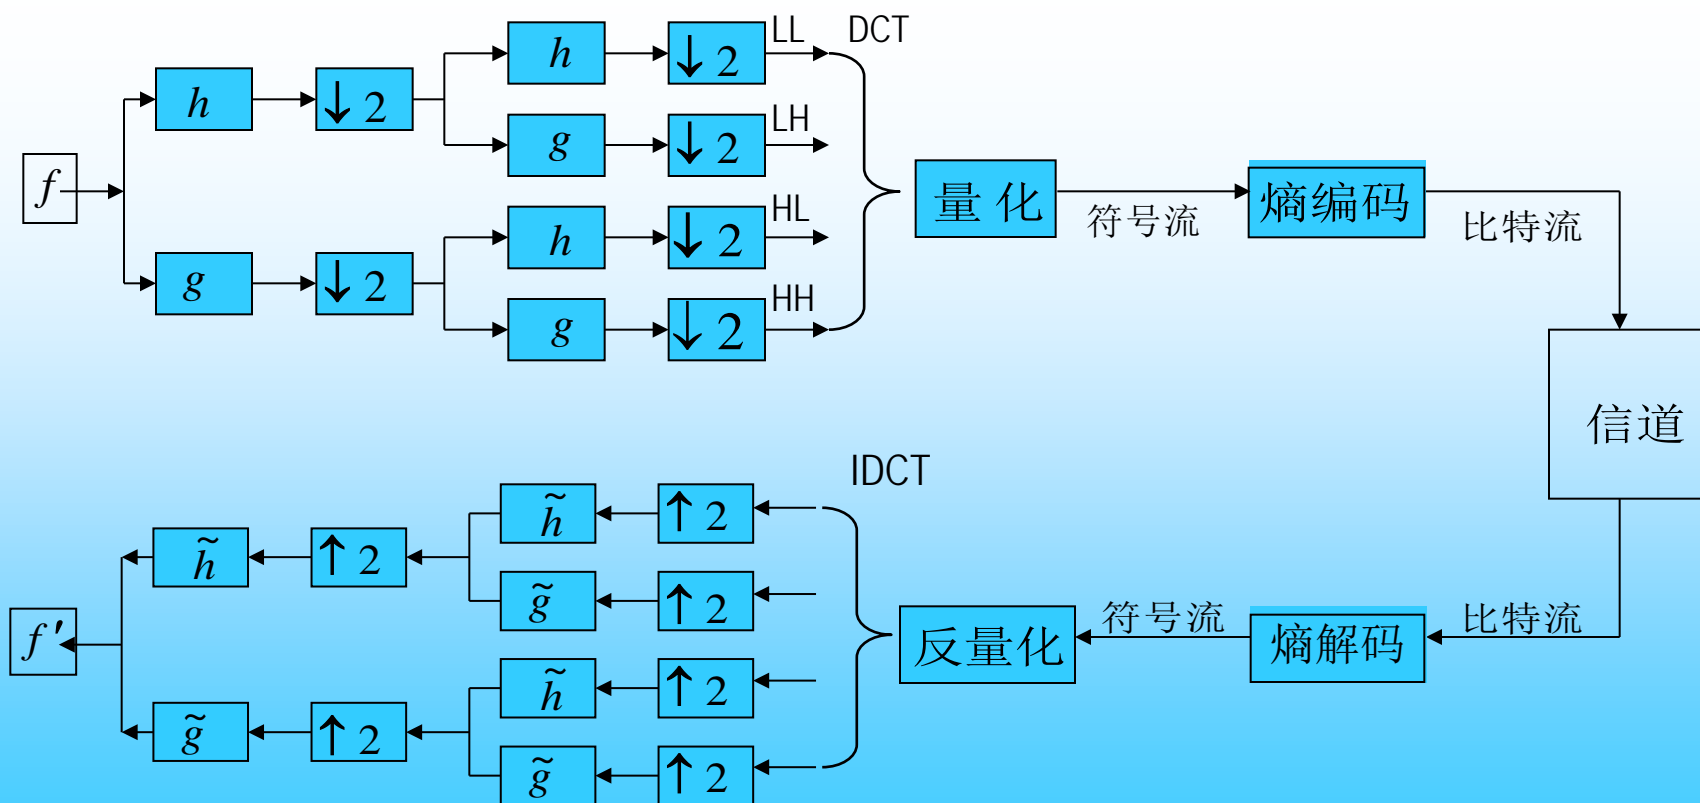 LL DCT
h ↓2
h ↓2
LH
g ↓2
f
量化 符号流 熵编码 比特流
HL
h ↓2
g ↓2
HH
g ↓2
信道
IDCT
h̃ ↑2
h̃ ↑2
g̃ ↑2
f′
反量化 符号流 熵解码 比特流
h̃ ↑2
g̃ ↑2
g̃ ↑2